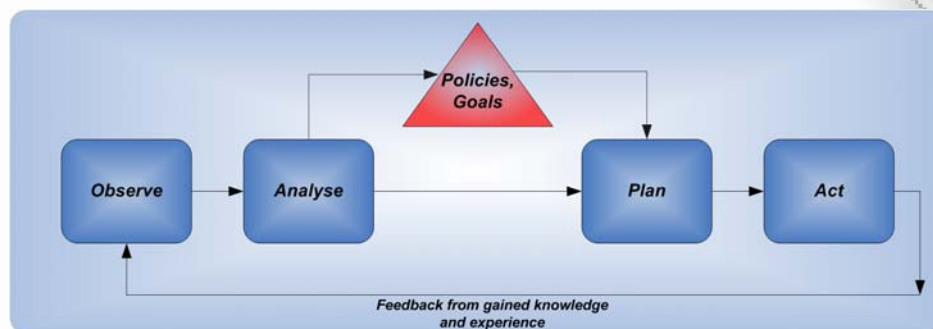 Policies,
Goals
Observe
Analyse
Plan
Act
Feedback from gained knowledge
and experience